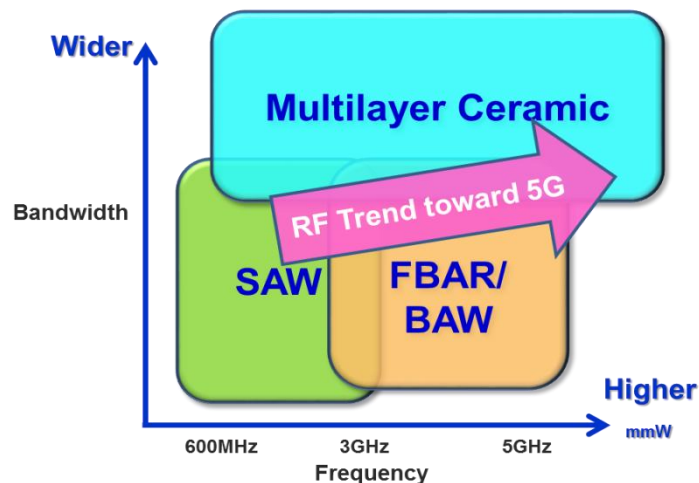 Wider
Multilayer Ceramic
RF Trend toward 5G
Bandwidth
SAW
FBAR/
BAW
Higher
mmW
600MHz
3GHz
5GHz
Frequency